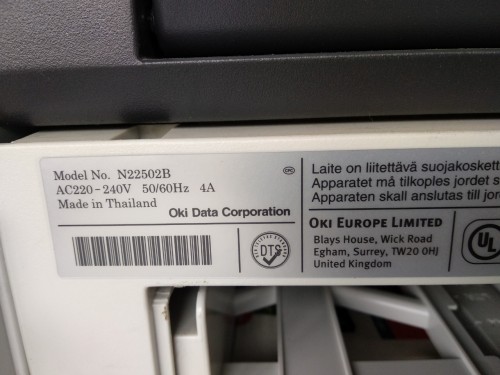 Model No. N22502B
AC220-240V 50/60Hz 4A
Made in Thailand
Oki Data Corporation
DTS
Laite on liitettävä suojakosket
Apparatet må tilkoples jordet s
Apparaten skall anslutas till jor
OKI EUROPE LIMITED
Blays House, Wick Road
Egham, Surrey, TW20 0HJ
United Kingdom
UL